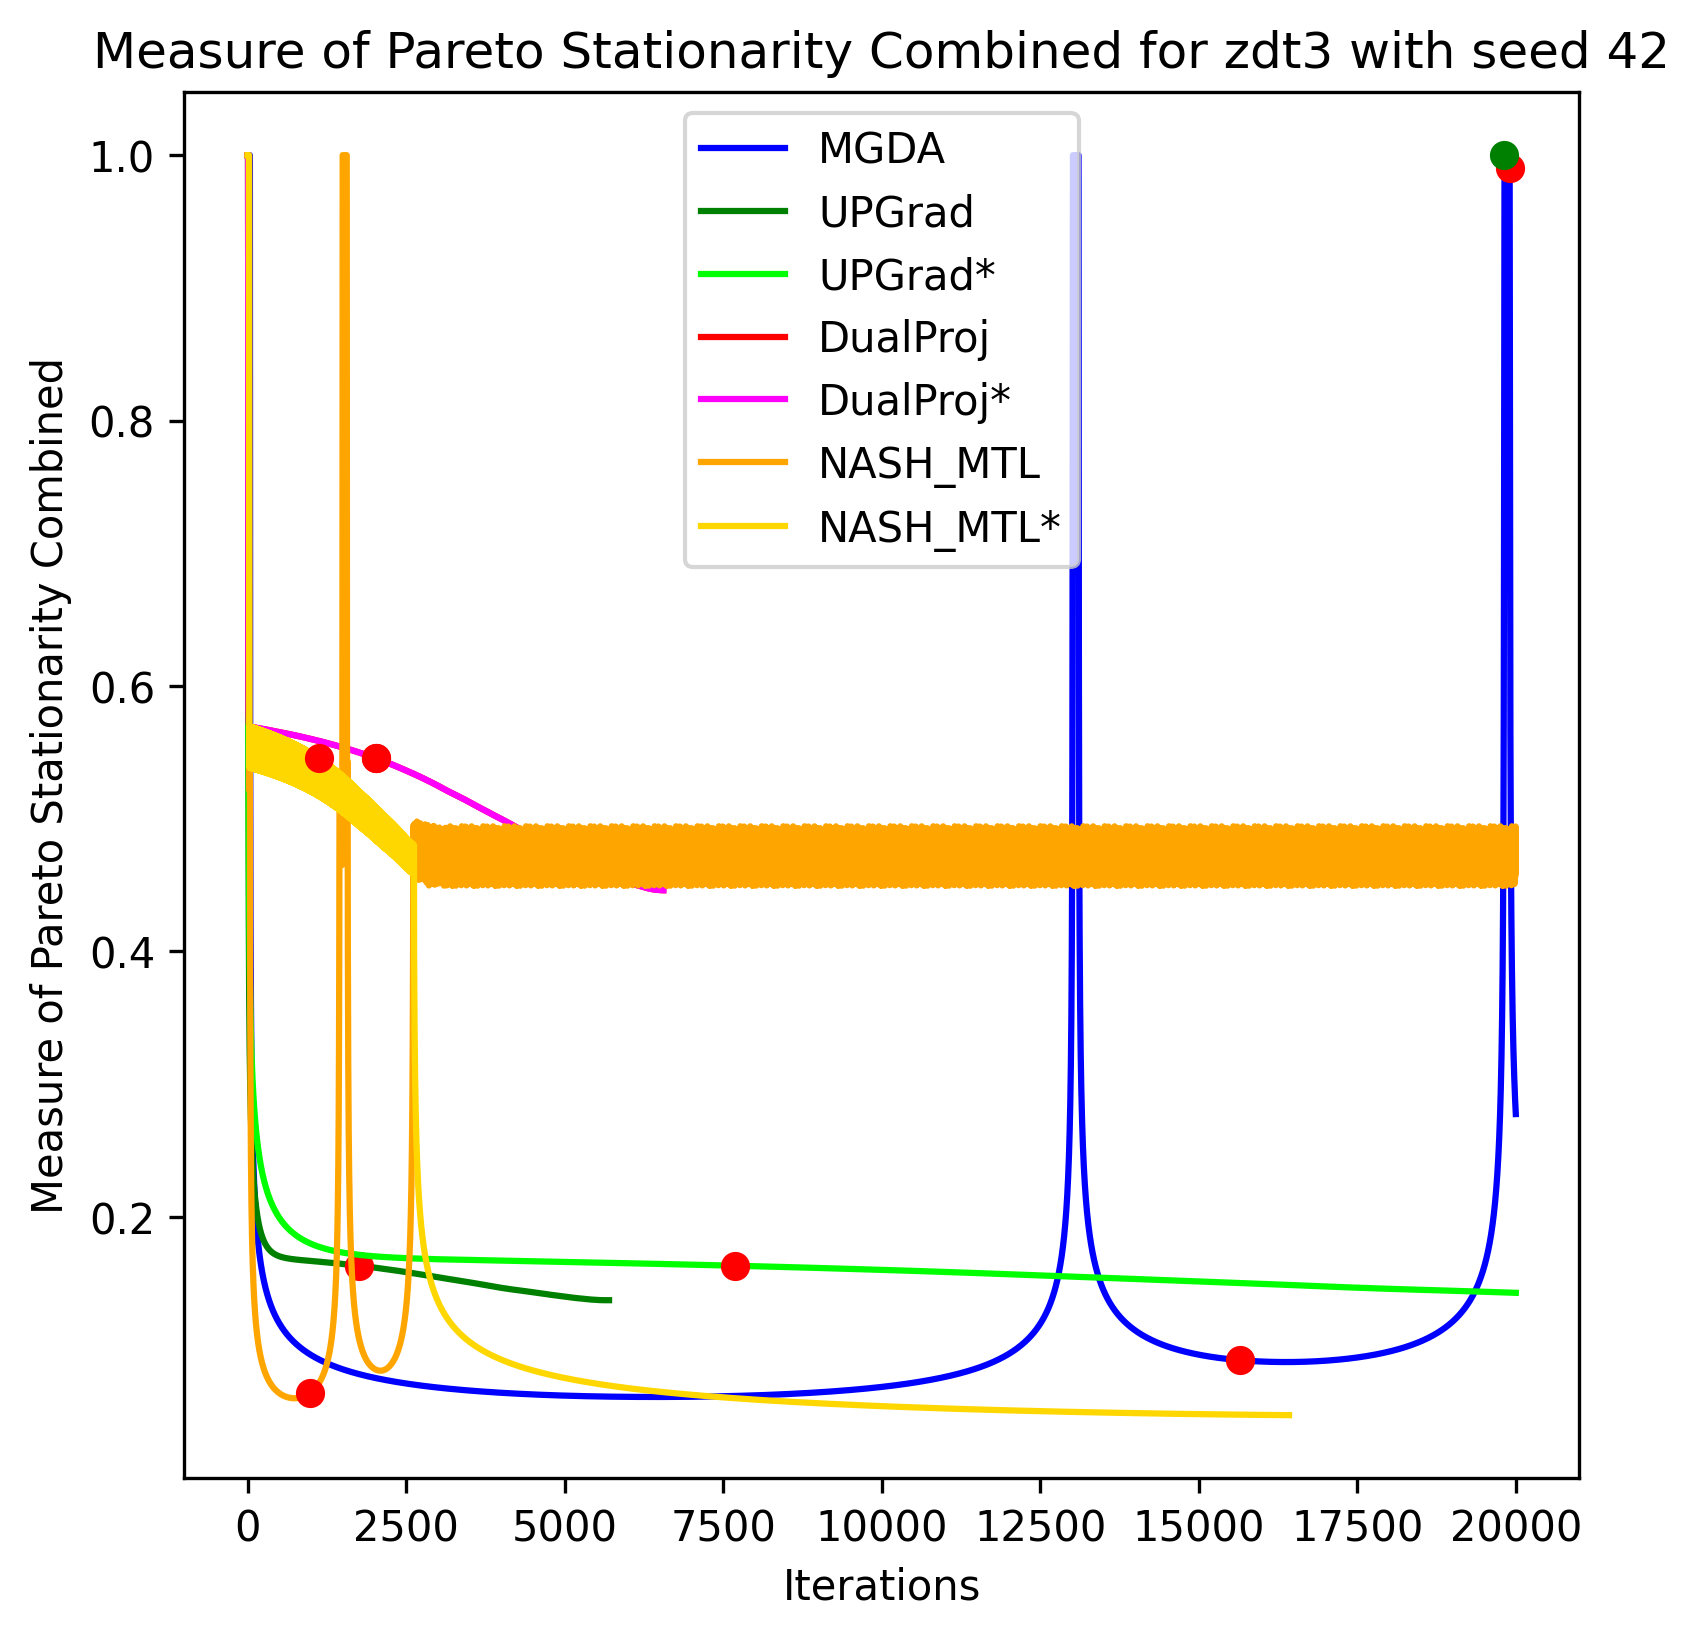 Measure of Pareto Stationarity Combined for zdt3 with seed 42
Measure of Pareto Stationarity Combined
1.0
0.8
0.6
0.4
0.2
MGDA
UPGrad
UPGrad*
DualProj
DualProj*
NASH_MTL
NASH_MTL*
0 2500 5000 7500 10000 12500 15000 17500 20000
Iterations